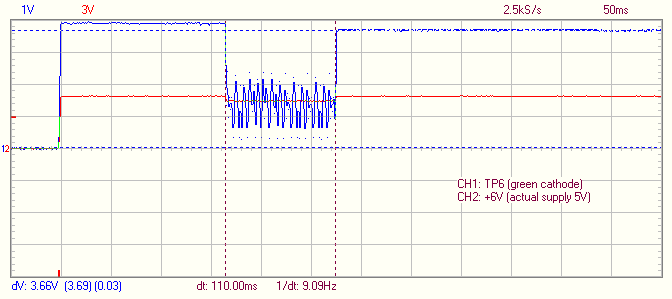 1V 3V 2.5kS/s 50ms
12
CH1: TP6 (green cathode)
CH2: +6V (actual supply 5V)
dV: 3.66V (3.69) (0.03) dt: 110.00ms 1/dt: 9.09Hz